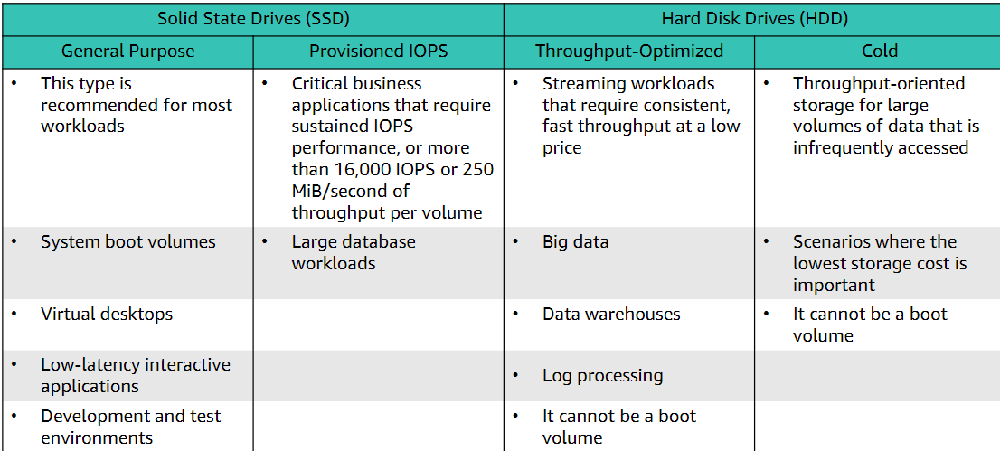 Solid State Drives (SSD)
Hard Disk Drives (HDD)
General Purpose
Provisioned IOPS
Throughput-Optimized
Cold
• This type is
recommended for most
workloads
• Critical business
applications that require
sustained IOPS
performance, or more
than 16,000 IOPS or 250
MiB/second of
throughput per volume
• Streaming workloads
that require consistent,
fast throughput at a low
price
• Throughput-oriented
storage for large
volumes of data that is
infrequently accessed
• System boot volumes
• Large database
workloads
• Big data
• Scenarios where the
lowest storage cost is
important
• Virtual desktops
• Data warehouses
• It cannot be a boot
volume
• Low-latency interactive
applications
• Log processing
• Development and test
environments
• It cannot be a boot
volume